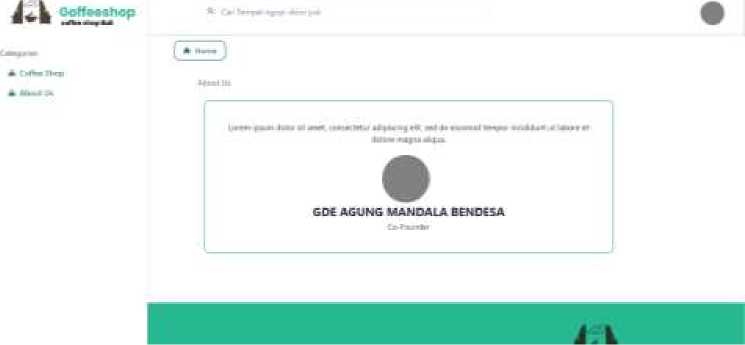 Goffeeshop
coffee shop Bali
Cari Tempat ngopi disini yuk
Home
Categories
Coffee Shop
About Us
About Us
Lorem ipsum dolor sit amet, consectetur adipiscing elit, sed do eiusmod tempor incididunt ut labore et
dolore magna aliqua.
GDE AGUNG MANDALA BENDESA
Co-Founder